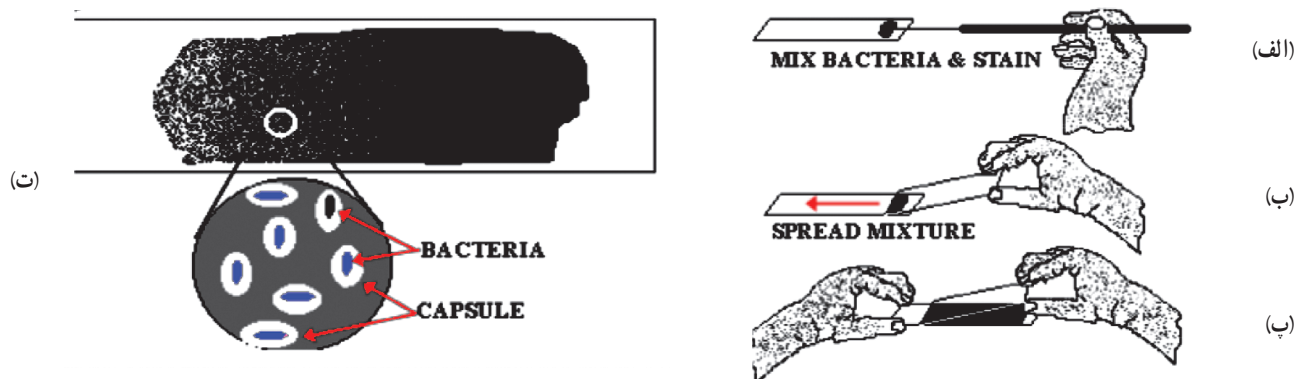 (الف)
MIX BACTERIA & STAIN
(ب)
SPREAD MIXTURE
(پ)
(ت)
BACTERIA
CAPSULE